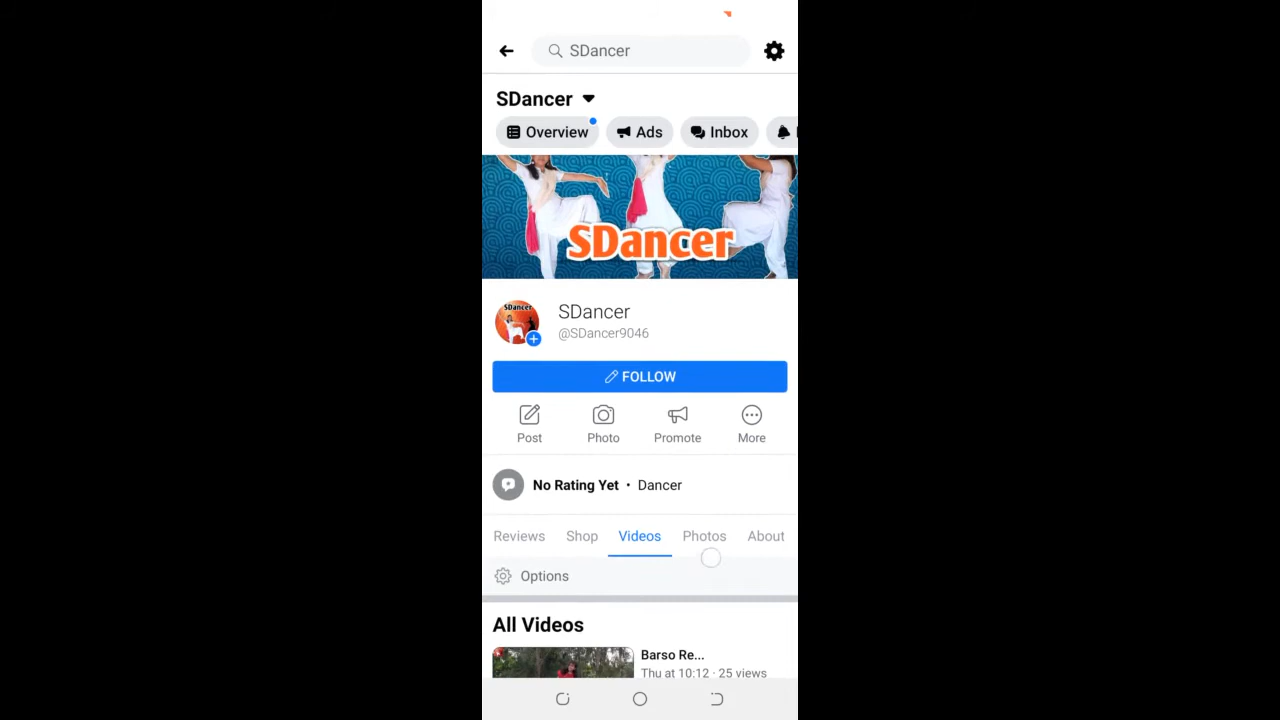 SDancer
SDancer
Overview Ads Inbox
SDancer
SDancer
SDancer
@SDancer9046
FOLLOW
Post Photo Promote More
No Rating Yet • Dancer
Reviews Shop Videos Photos About
Options
All Videos
Barso Re...
Thu at 10:12 · 25 views